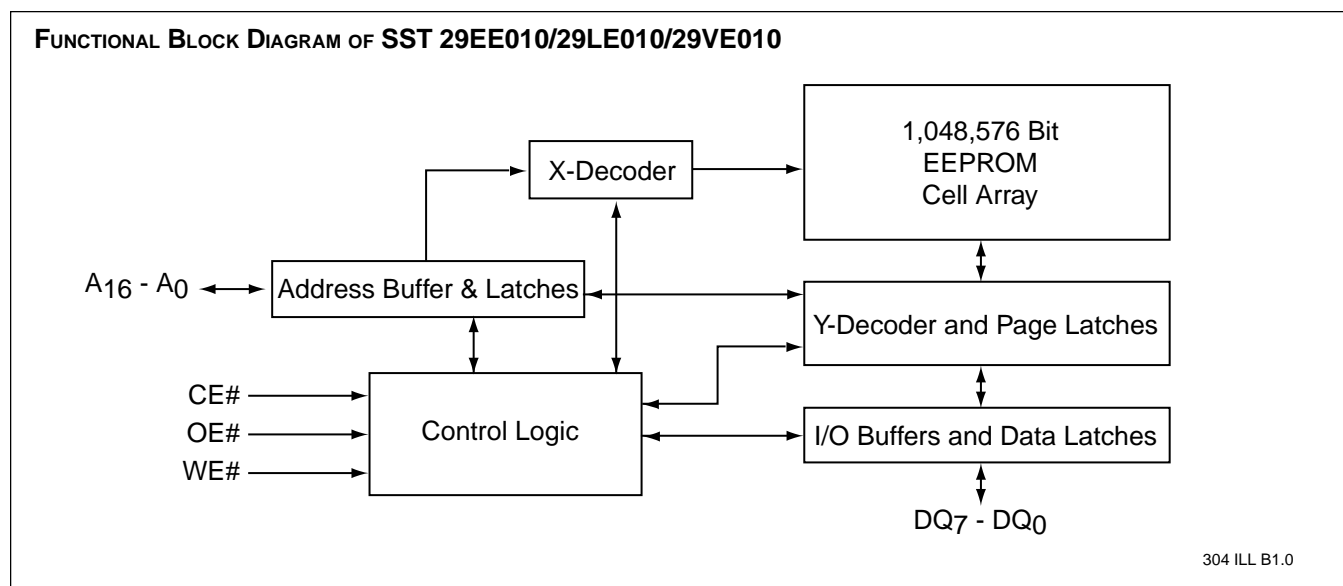 FUNCTIONAL BLOCK DIAGRAM OF SST 29EE010/29LE010/29VE010
1,048,576 Bit
EEPROM
Cell Array
X-Decoder
A16 - A0
Address Buffer & Latches
Y-Decoder and Page Latches
CE#
OE#
WE#
Control Logic
I/O Buffers and Data Latches
DQ7 - DQ0
304 ILL B1.0